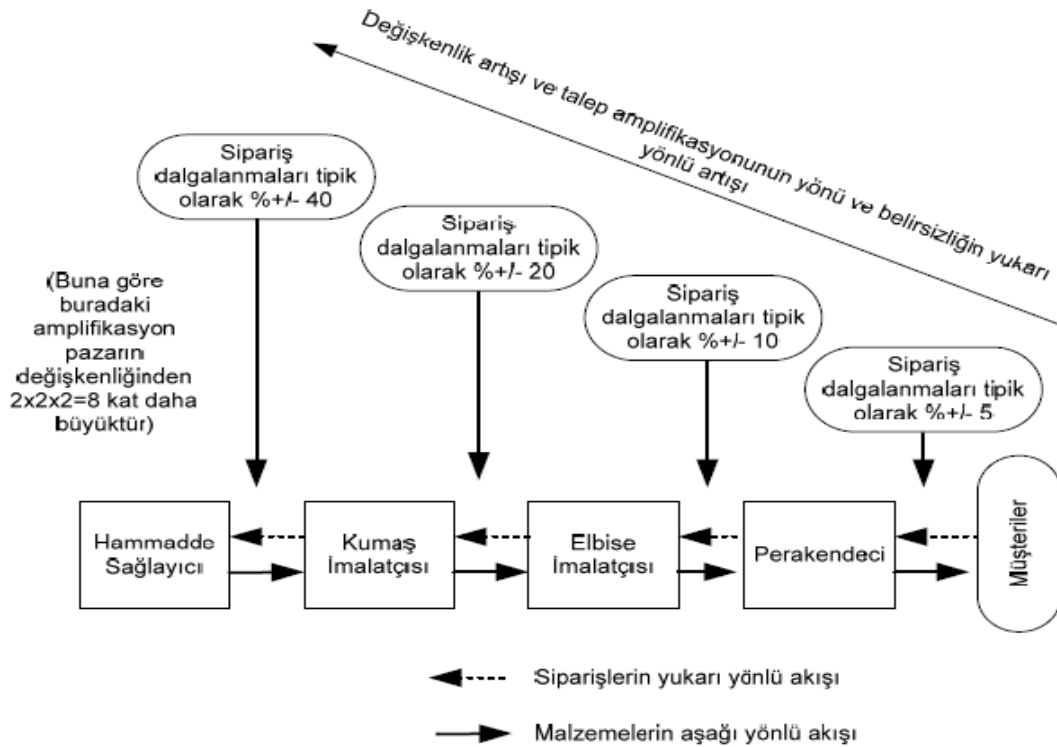 Değişkenlik artışı ve talep amplifikasyonunun yönü ve belirsizliğin yukarı
yönlü artışı
Sipariş
dalgalanmaları tipik
olarak %+/- 40
Sipariş
dalgalanmaları tipik
olarak %+/- 20
Sipariş
dalgalanmaları tipik
olarak %+/- 10
Sipariş
dalgalanmaları tipik
olarak %+/- 5
(Buna göre
buradaki
amplifikasyon
pazarın
değişkenliğinden
2x2x2=8 kat daha
büyüktür)
Hammadde
Sağlayıcı
Kumaş
İmalatçısı
Elbise
İmalatçısı
Perakendeci
Müşteriler
Siparişlerin yukarı yönlü akışı
Malzemelerin aşağı yönlü akışı